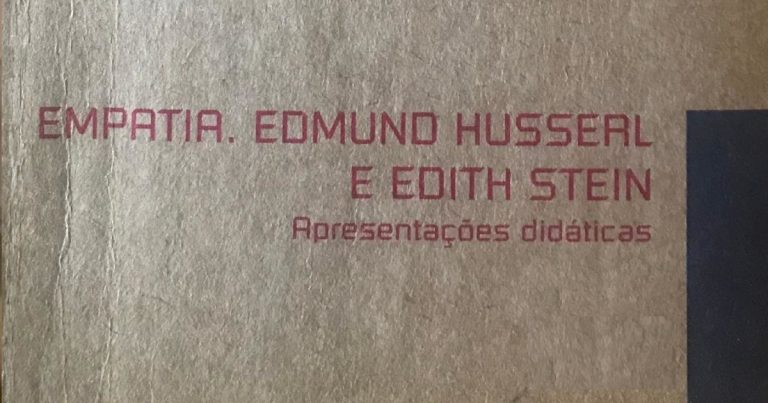 EMPATIA. EDMUND HUSSERL
E EDITH STEIN
Apresentações didáticas